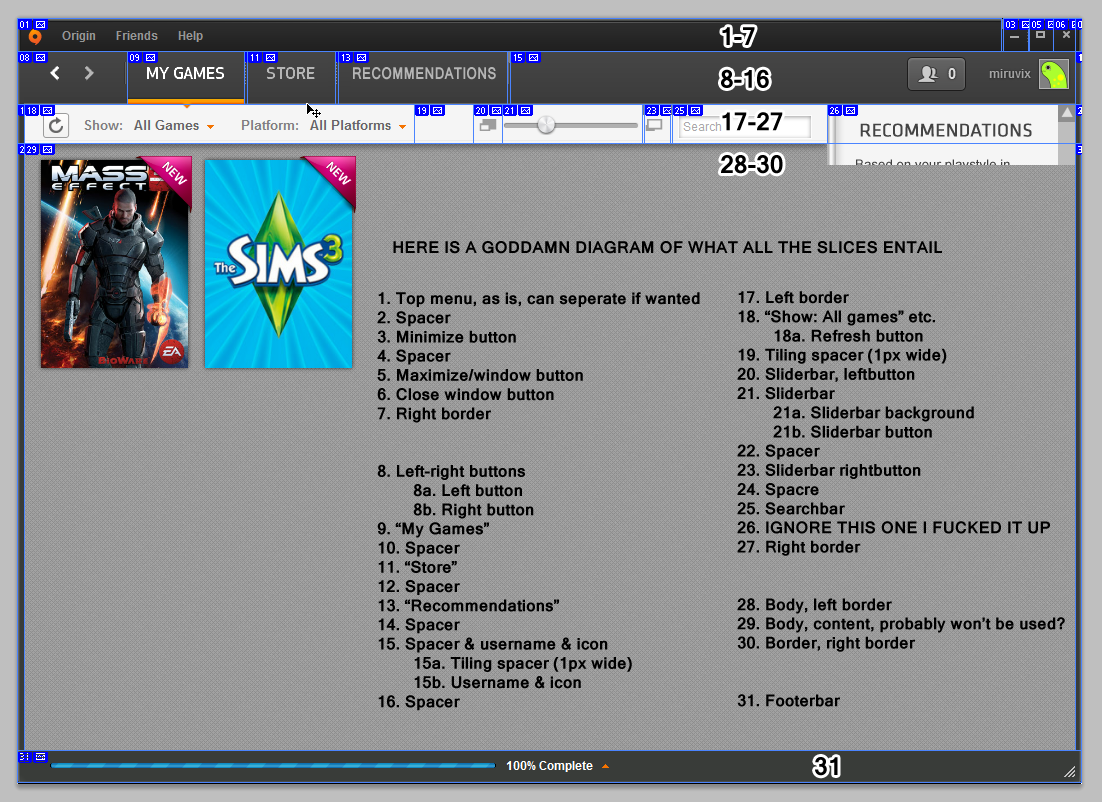 01 03 05 06
Origin Friends Help 1-7
08 09 11 13 15
MY GAMES STORE RECOMMENDATIONS 8-16 0 miruvix
18 19 20 21 23 25 26
Show: All Games Platform: All Platforms Search 17-27 RECOMMENDATIONS
29 28-30 Based on your playstyle in
MASS EFFECT 3
NEW
BIOWARE EA
NEW
The SIMS 3
HERE IS A GODDAMN DIAGRAM OF WHAT ALL THE SLICES ENTAIL
1. Top menu, as is, can seperate if wanted
2. Spacer
3. Minimize button
4. Spacer
5. Maximize/window button
6. Close window button
7. Right border
8. Left-right buttons
8a. Left button
8b. Right button
9. “My Games”
10. Spacer
11. “Store”
12. Spacer
13. “Recommendations”
14. Spacer
15. Spacer & username & icon
15a. Tiling spacer (1px wide)
15b. Username & icon
16. Spacer
17. Left border
18. “Show: All games” etc.
18a. Refresh button
19. Tiling spacer (1px wide)
20. Sliderbar, leftbutton
21. Sliderbar
21a. Sliderbar background
21b. Sliderbar button
22. Spacer
23. Sliderbar rightbutton
24. Spacre
25. Searchbar
26. IGNORE THIS ONE I FUCKED IT UP
27. Right border
28. Body, left border
29. Body, content, probably won’t be used?
30. Border, right border
31. Footerbar
31
100% Complete 31